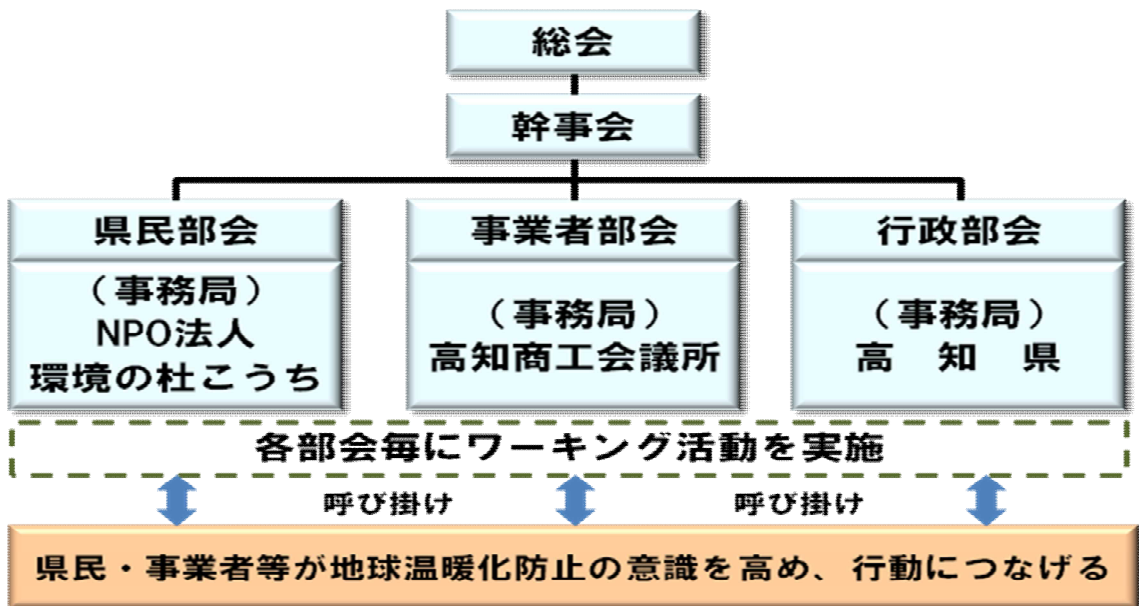 総会
幹事会
県民部会
（事務局）
NPO法人
環境の杜こうち
事業者部会
（事務局）
高知商工会議所
行政部会
（事務局）
高　知　県
各部会毎にワーキング活動を実施
呼び掛け
呼び掛け
県民・事業者等が地球温暖化防止の意識を高め、行動につなげる